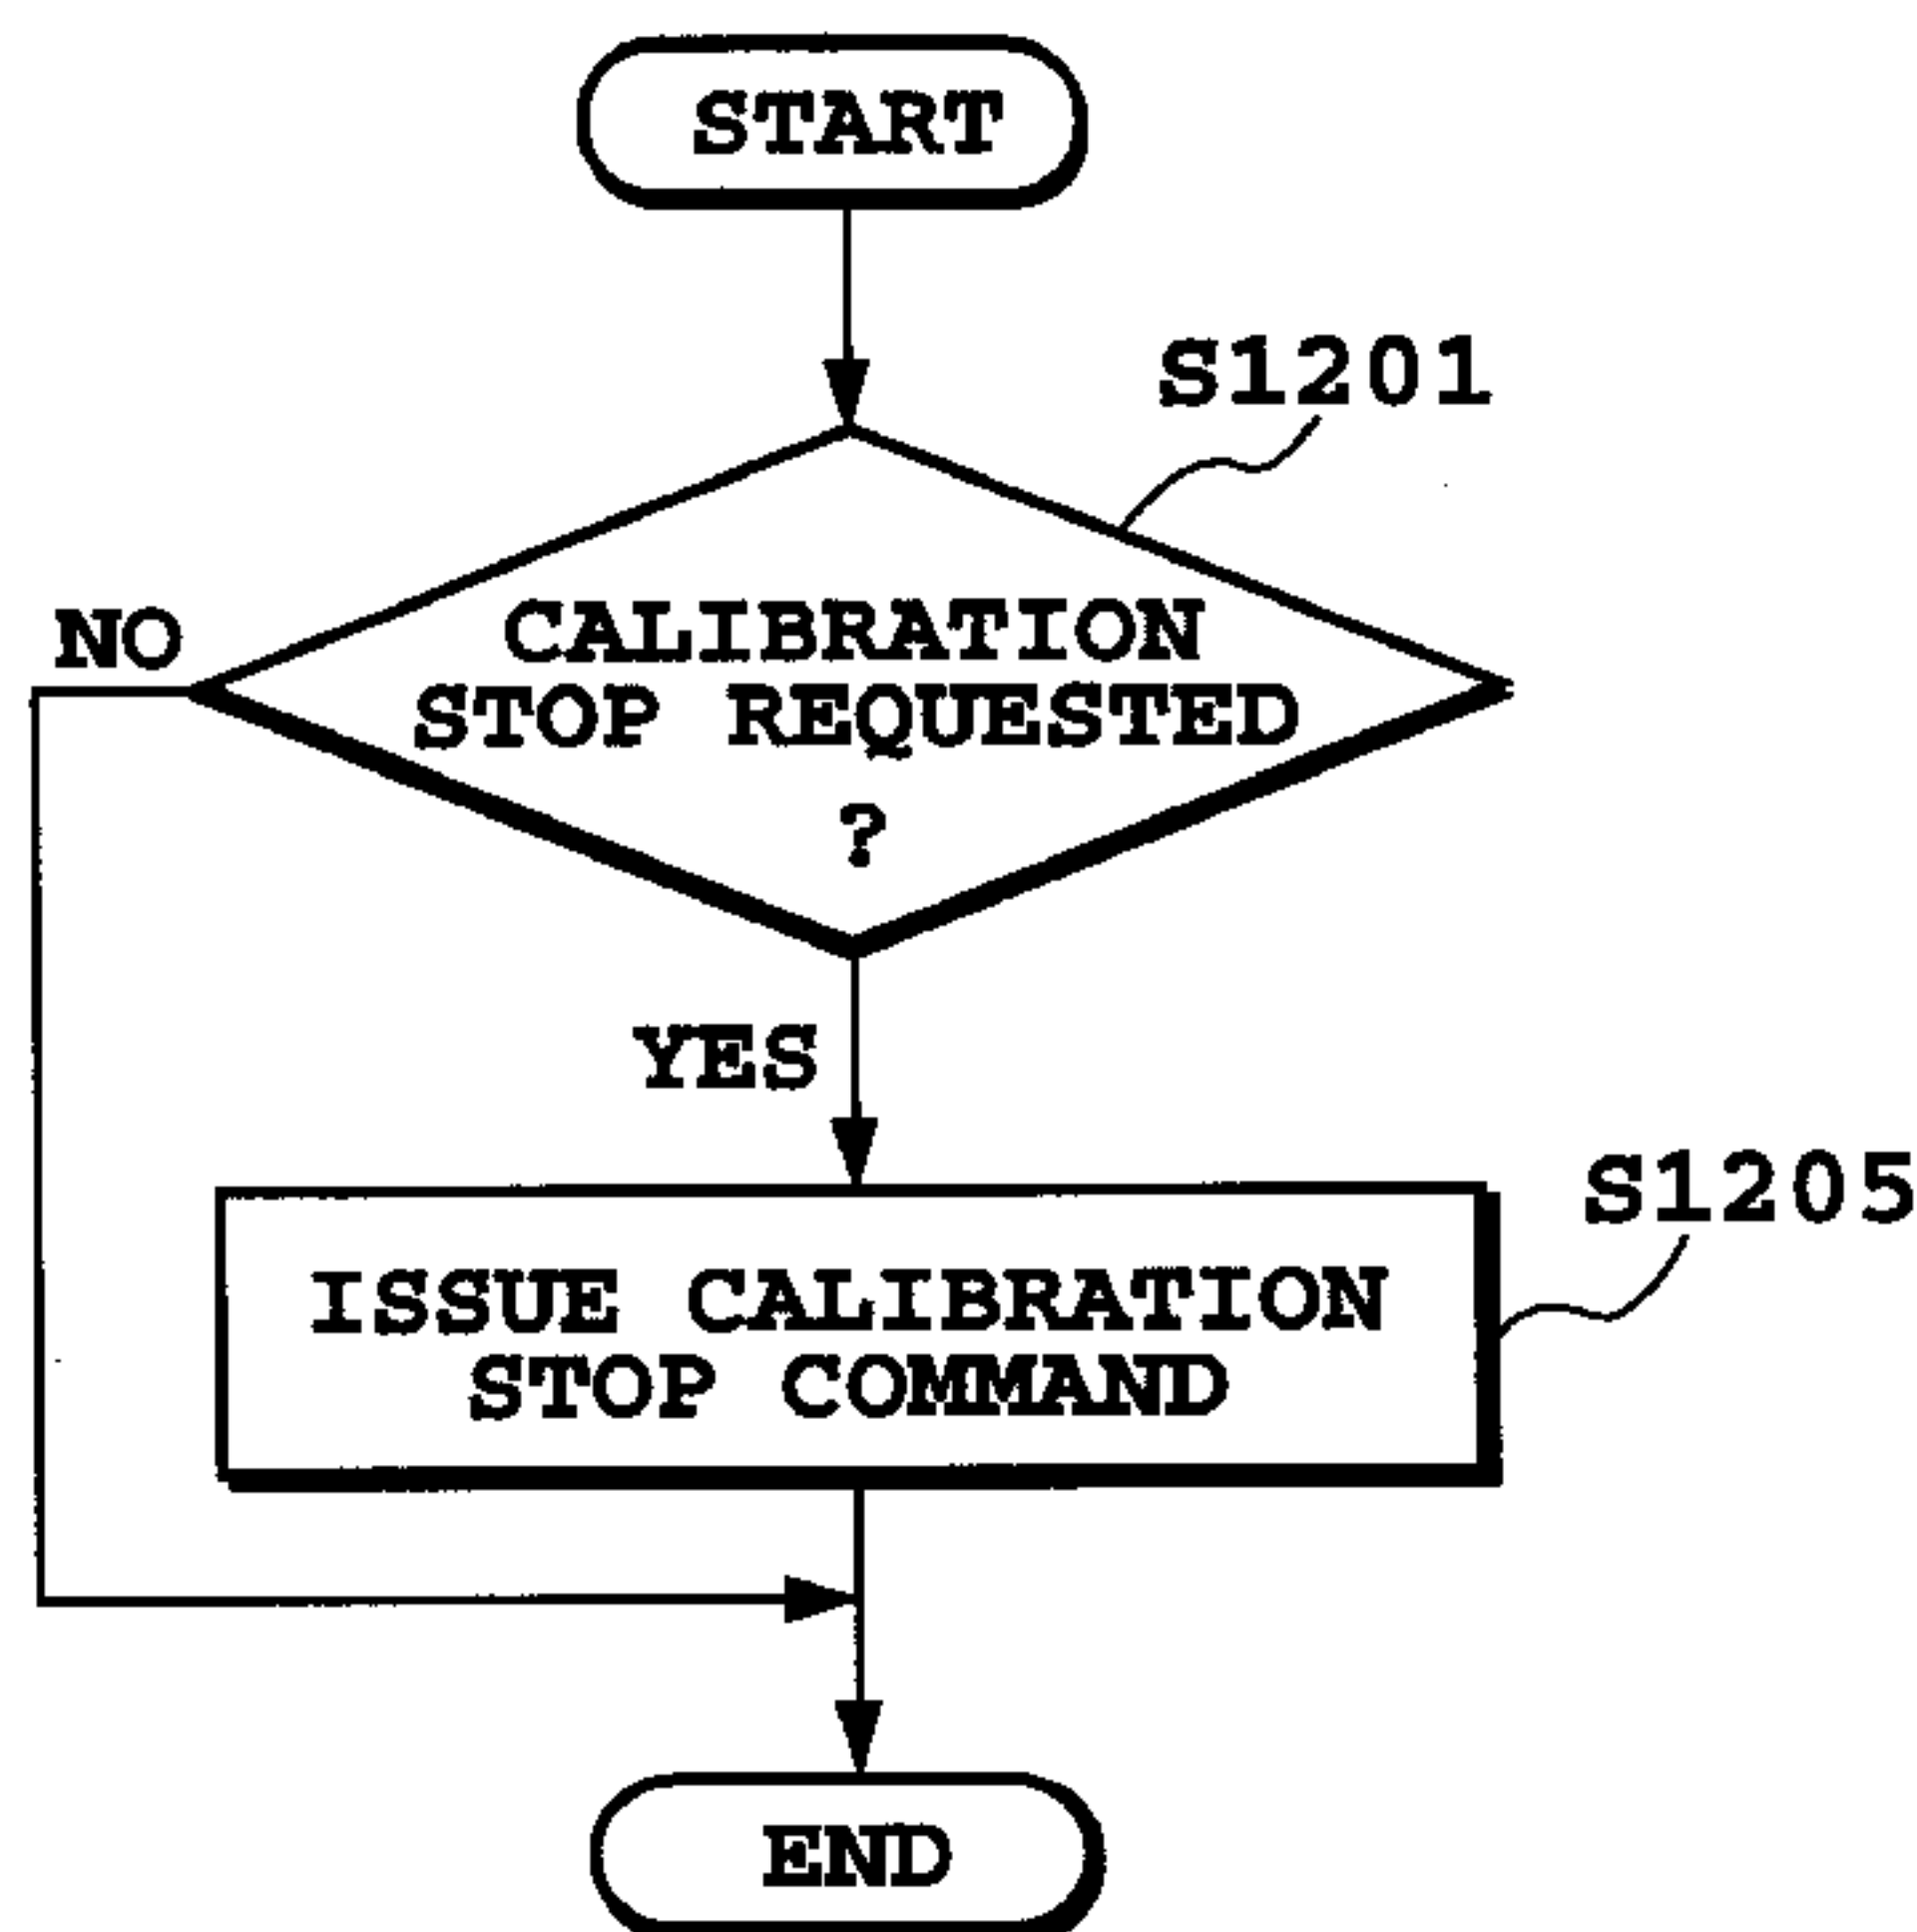 START
S1201
NO
CALIBRATION
STOP REQUESTED
?
YES
S1205
ISSUE CALIBRATION
STOP COMMAND
END